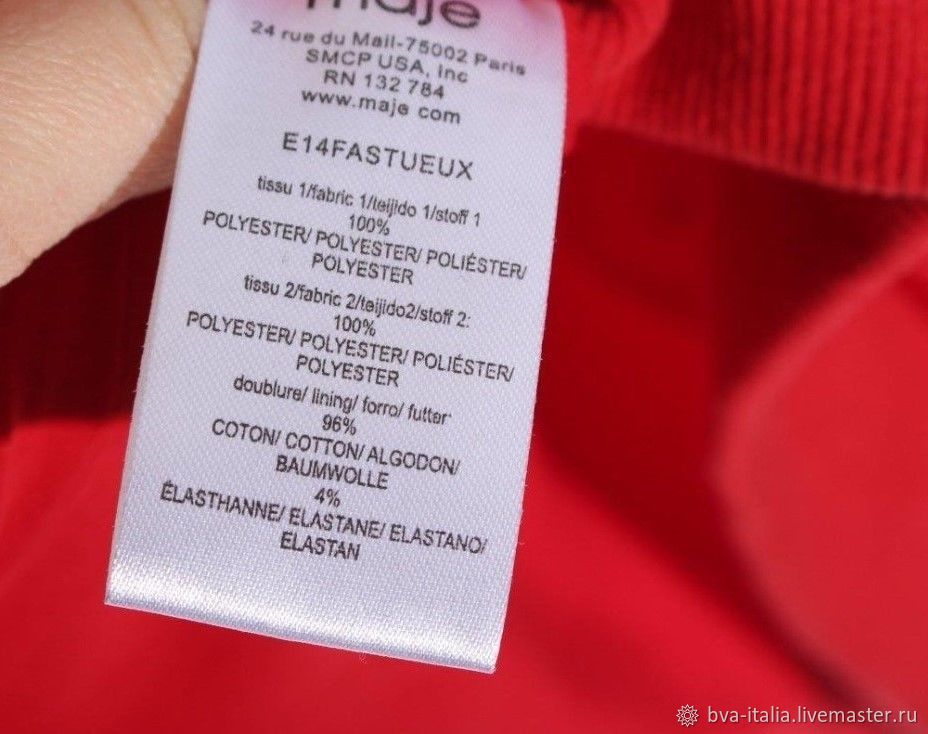 maje
24 rue du Mail-75002 Paris
SMCP USA, Inc
RN 132 784
www.maje com
E14FASTUEUX
tissu 1/fabric 1/teijido 1/stoff 1
100%
POLYESTER/ POLYESTER/ POLIÉSTER/
POLYESTER
tissu 2/fabric 2/teijido2/stoff 2:
100%
POLYESTER/ POLYESTER/ POLIÉSTER/
POLYESTER
doublure/ lining/ forro/ futter
96%
COTON/ COTTON/ ALGODON/
BAUMWOLLE
4%
ÉLASTHANNE/ ELASTANE/ ELASTANO/
ELASTAN
bva-italia.livemaster.ru